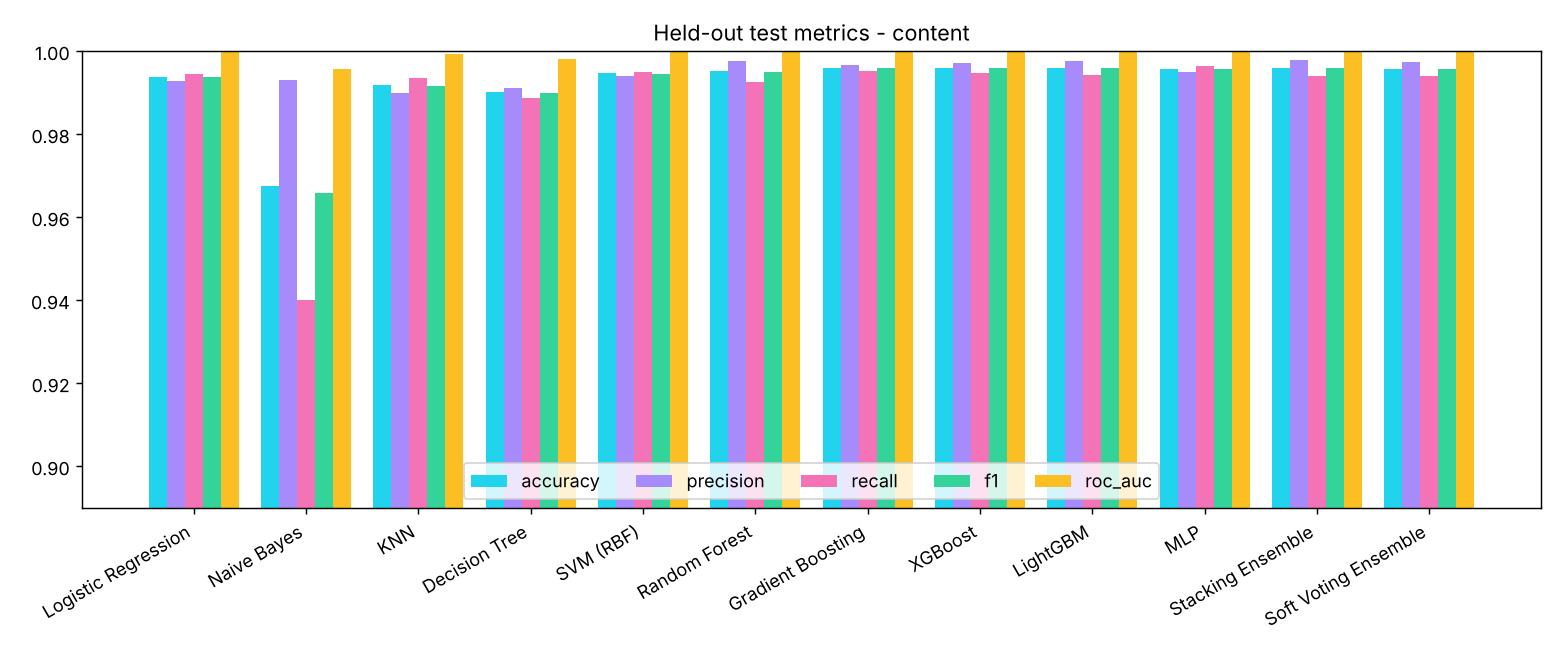 Held-out test metrics - content
1.00
0.98
0.96
0.94
0.92
0.90
accuracy precision recall f1 roc_auc
Logistic Regression
Naive Bayes
KNN
Decision Tree
SVM (RBF)
Random Forest
Gradient Boosting
XGBoost
LightGBM
MLP
Stacking Ensemble
Soft Voting Ensemble